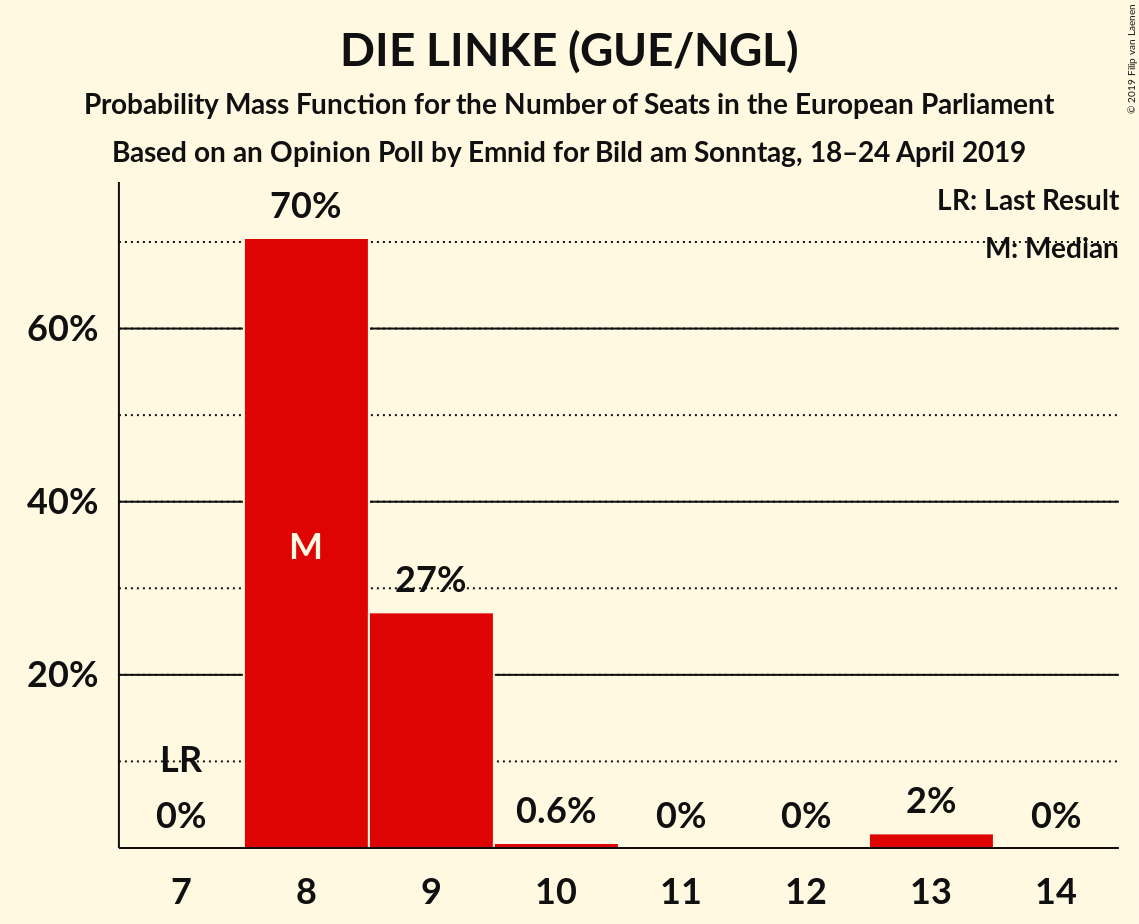 DIE LINKE (GUE/NGL)
Probability Mass Function for the Number of Seats in the European Parliament
Based on an Opinion Poll by Emnid for Bild am Sonntag, 18–24 April 2019
© 2019 Filip van Laenen
LR: Last Result
M: Median
70%
60%
40%
M
27%
20%
LR
0%
0.6%
0%
0%
2%
0%
7 8 9 10 11 12 13 14